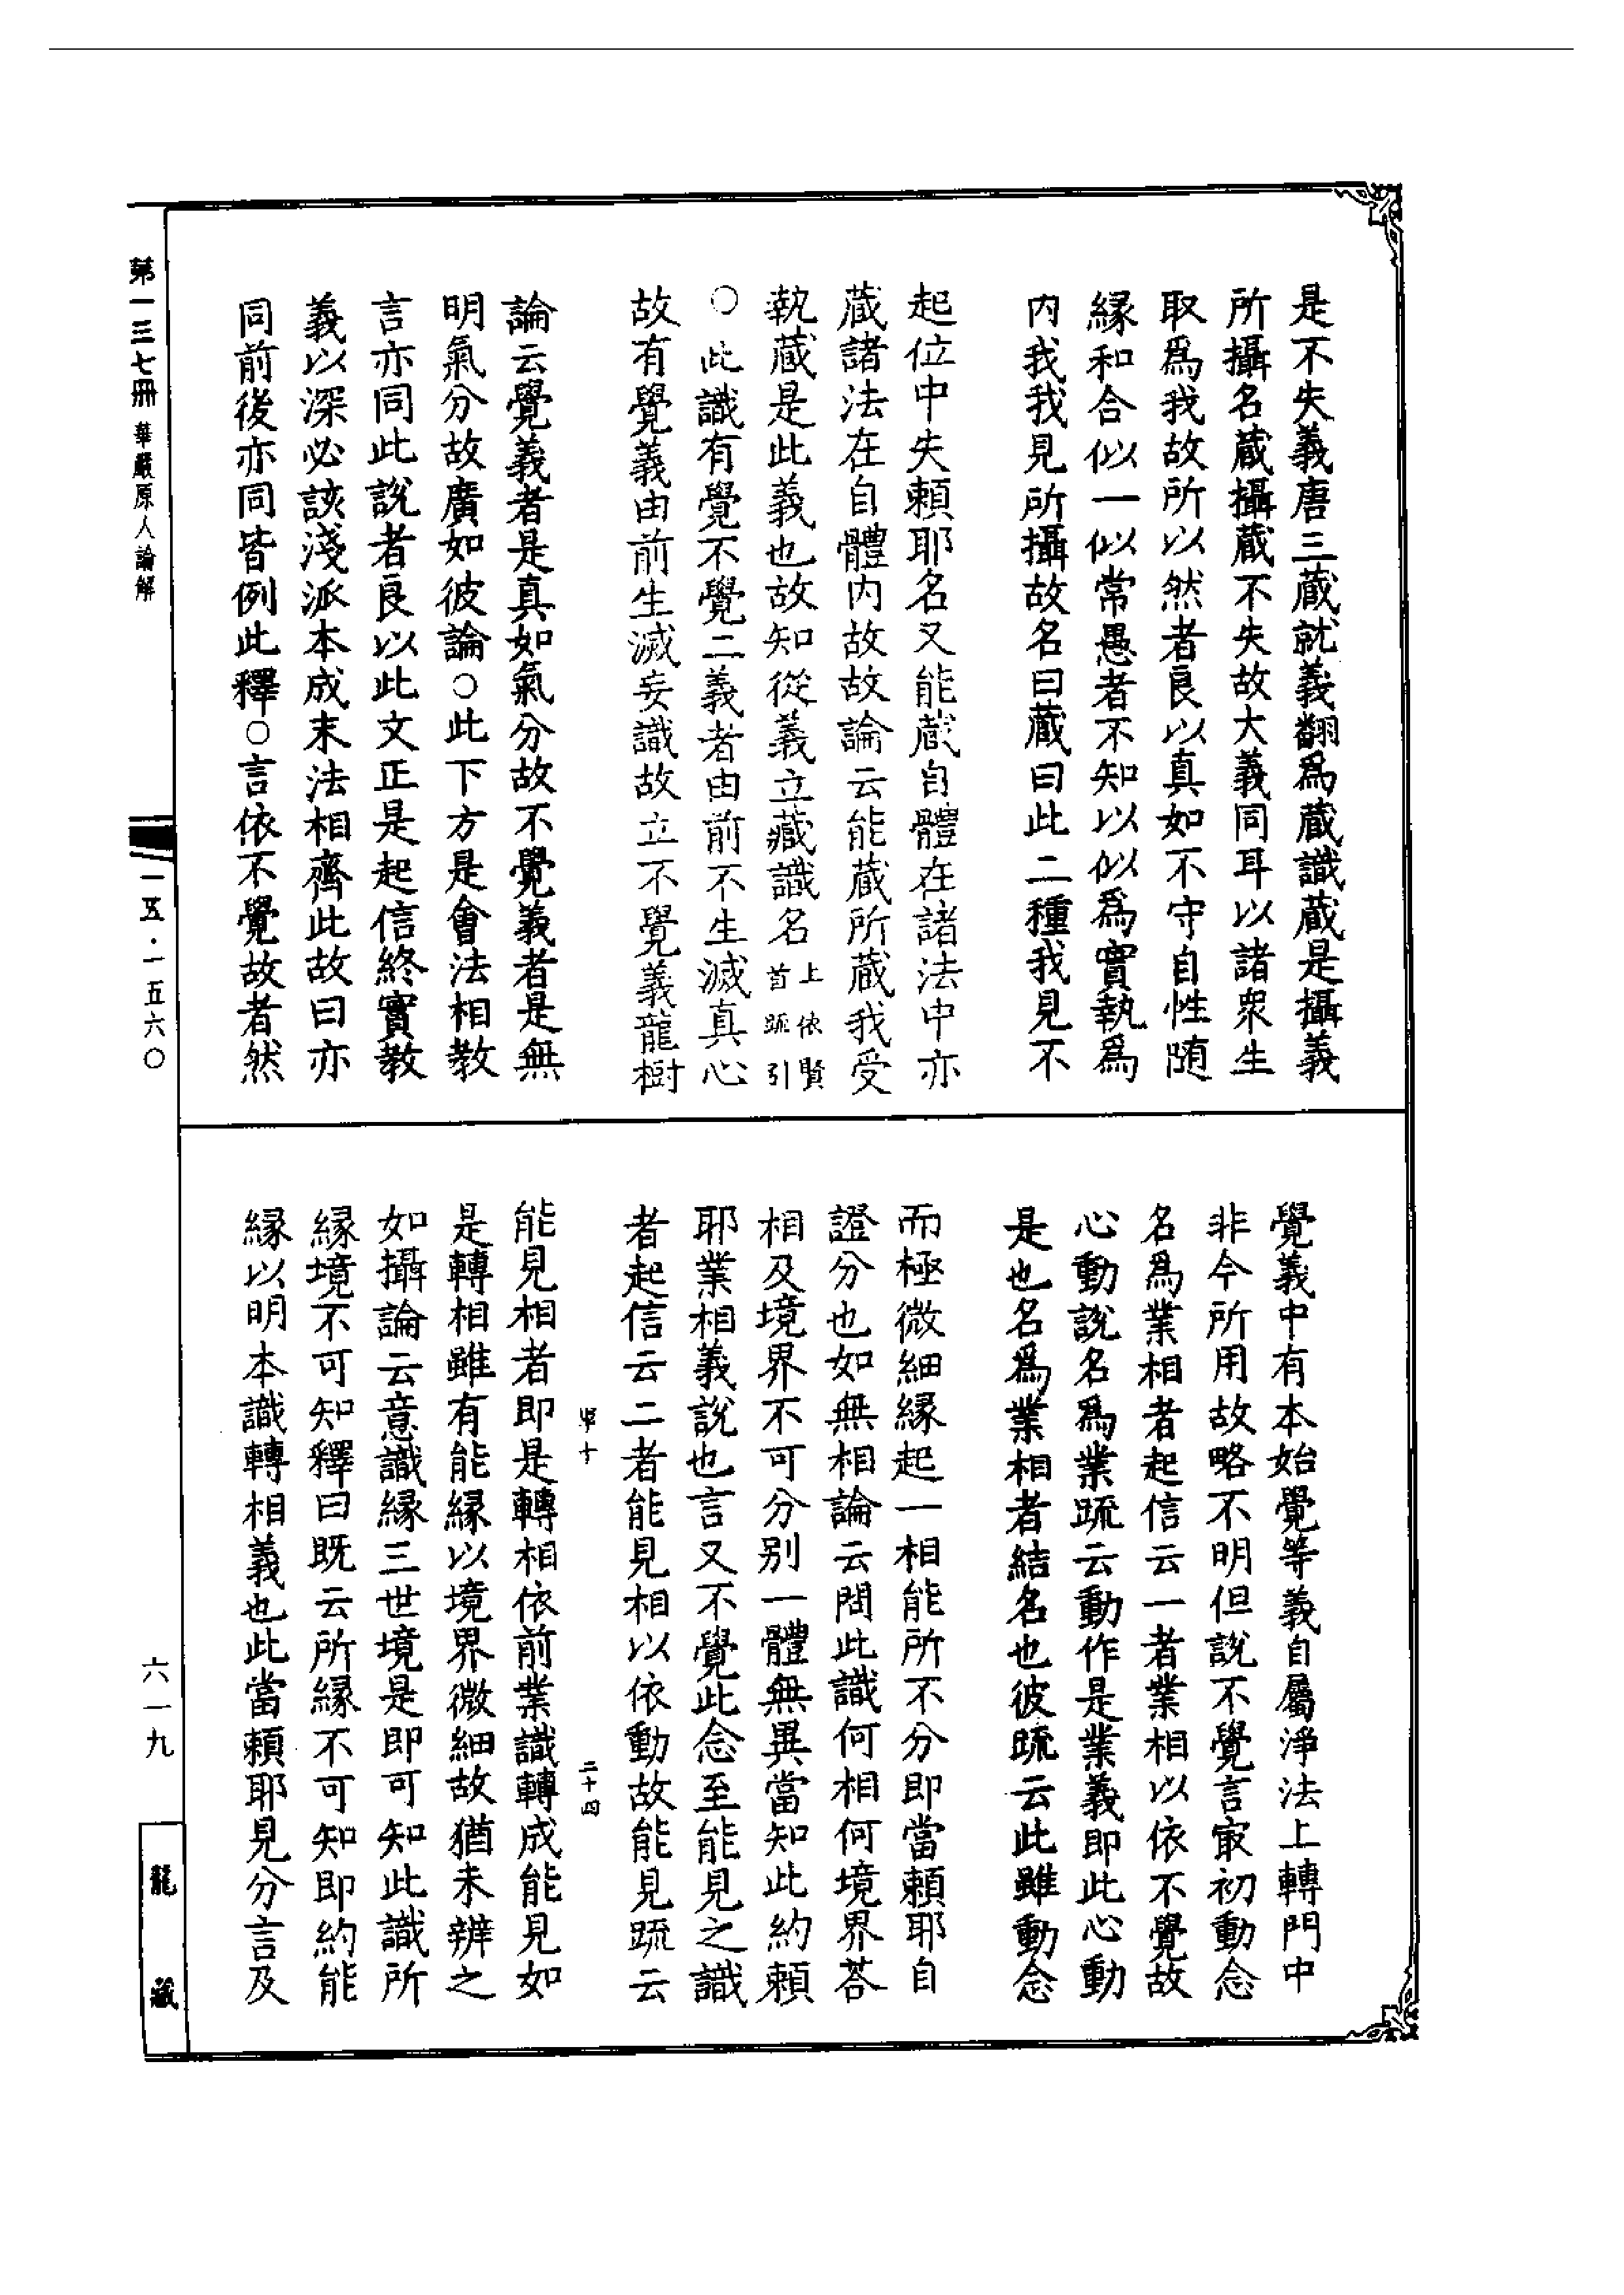 是不失義唐三藏就義翻爲藏識藏是攝義
所攝名藏攝藏不失故大義同耳以諸衆生
取爲我故所以然者良以真如不守自性隨
緣和合似一似常愚者不知以似爲實執爲
内我我見所攝故名曰藏曰此二種我見不
起位中失頼耶名又能藏自體在諸法中亦
藏諸法在自體内故故論云能藏所藏我受
執藏是此義也故知從義立藏識名上依賢首疏引
○此識有覺不覺二義者由前不生滅真心
故有覺義由前生滅妄識故立不覺義龍樹
論云覺義者是真如氣分故不覺義者是無
明氣分故廣如彼論○此下方是會法相教
言亦同此說者良以此文正是起信終實教
義以深必該淺派本成末法相齊此故曰亦
同前後亦同皆例此釋○言依不覺故者然
覺義中有本始覺等義自屬淨法上轉門中
非今所用故略不明但說不覺言㝡初動念
名爲業相者起信云一者業相以依不覺故
心動說名爲業疏云動作是業義即此心動
是也名爲業相者結名也彼疏云此雖動念
而極微細緣起一相能所不分即當頼耶自
證分也如無相論云問此識何相何境界荅
相及境界不可分别一體無異當知此約頼
耶業相義說也言又不覺此念至能見之識
者起信云二者能見相以依動故能見疏云
二十四
能見相者即是轉相依前業識轉成能見如
是轉相雖有能緣以境界微細故猶未辨之
如攝論云意識緣三世境是即可知此識所
緣境不可知釋曰既云所緣不可知即約能
緣以明本識轉相義也此當頼耶見分言及
第一三七冊 華嚴原人論解
一五·一五六〇
六一九
龍藏